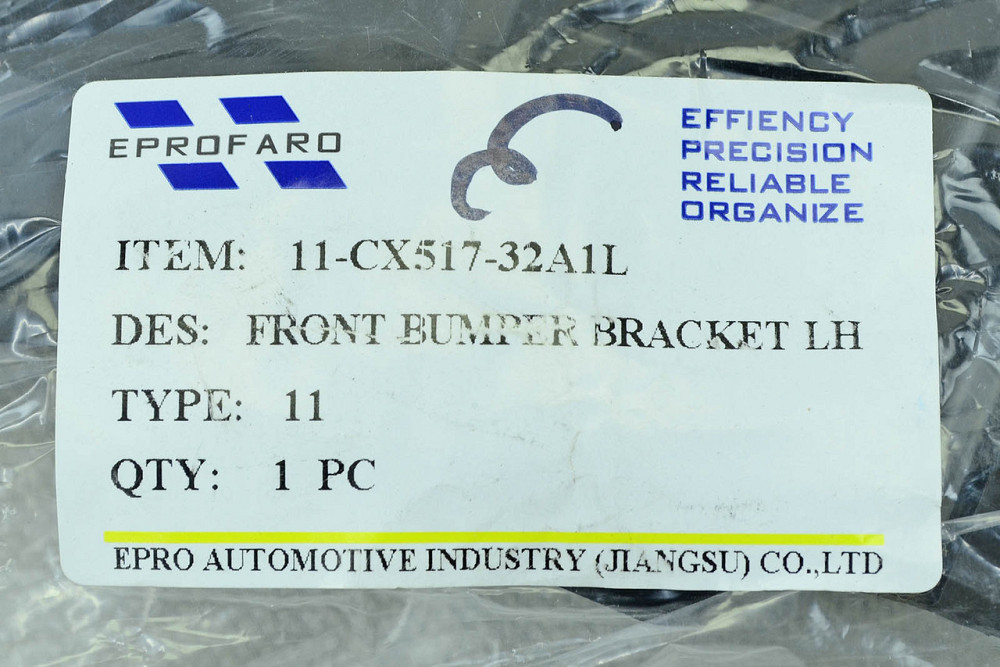 EPROFARO
EFFIENCY
PRECISION
RELIABLE
ORGANIZE
ITEM: 11-CX517-32A1L
DES: FRONT BUMPER BRACKET LH
TYPE: 11
QTY: 1 PC
EPRO AUTOMOTIVE INDUSTRY (JIANGSU) CO.,LTD